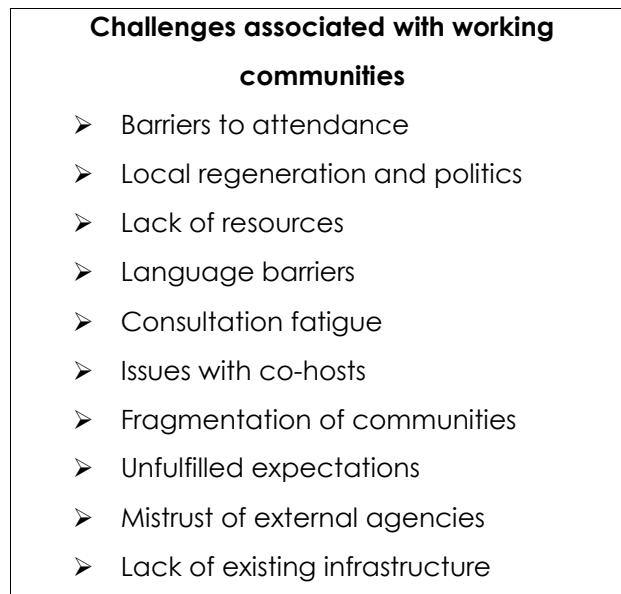 Challenges associated with working
communities
➢ Barriers to attendance
➢ Local regeneration and politics
➢ Lack of resources
➢ Language barriers
➢ Consultation fatigue
➢ Issues with co-hosts
➢ Fragmentation of communities
➢ Unfulfilled expectations
➢ Mistrust of external agencies
➢ Lack of existing infrastructure